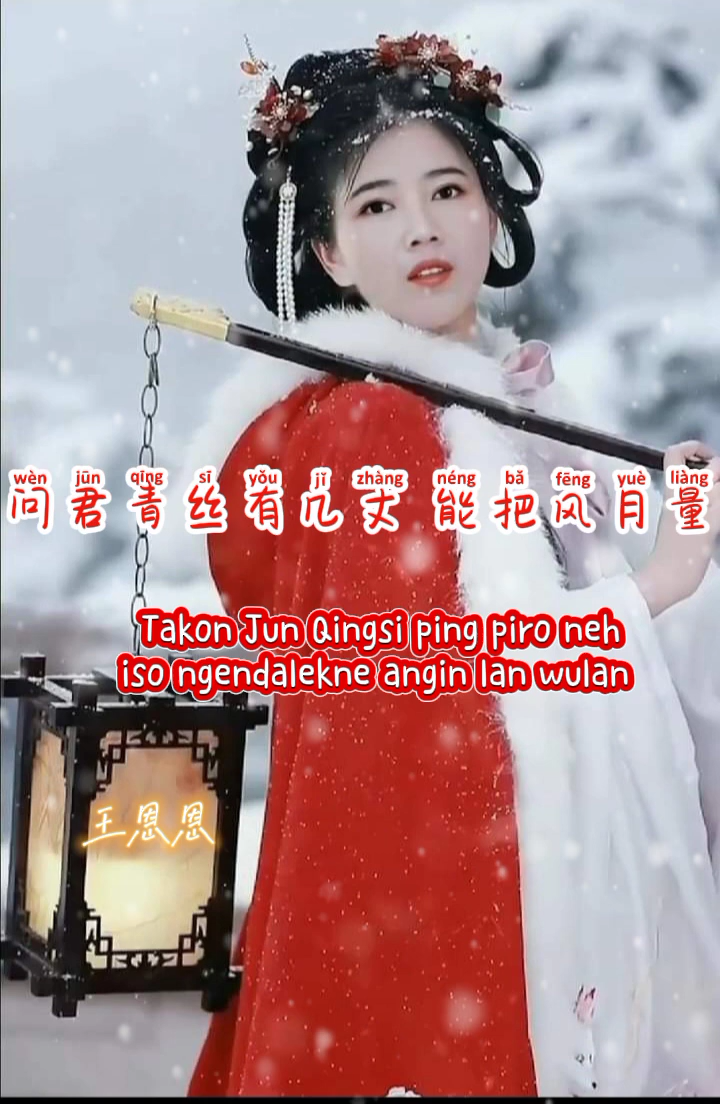 wèn jūn qīng sī yǒu jǐ zhàng néng bǎ fēng yuè liàng
问君青丝有几丈 能把风月量
Takon Jun Qingsi ping piro neh
iso ngendalekne angin lan wulan
王恩恩